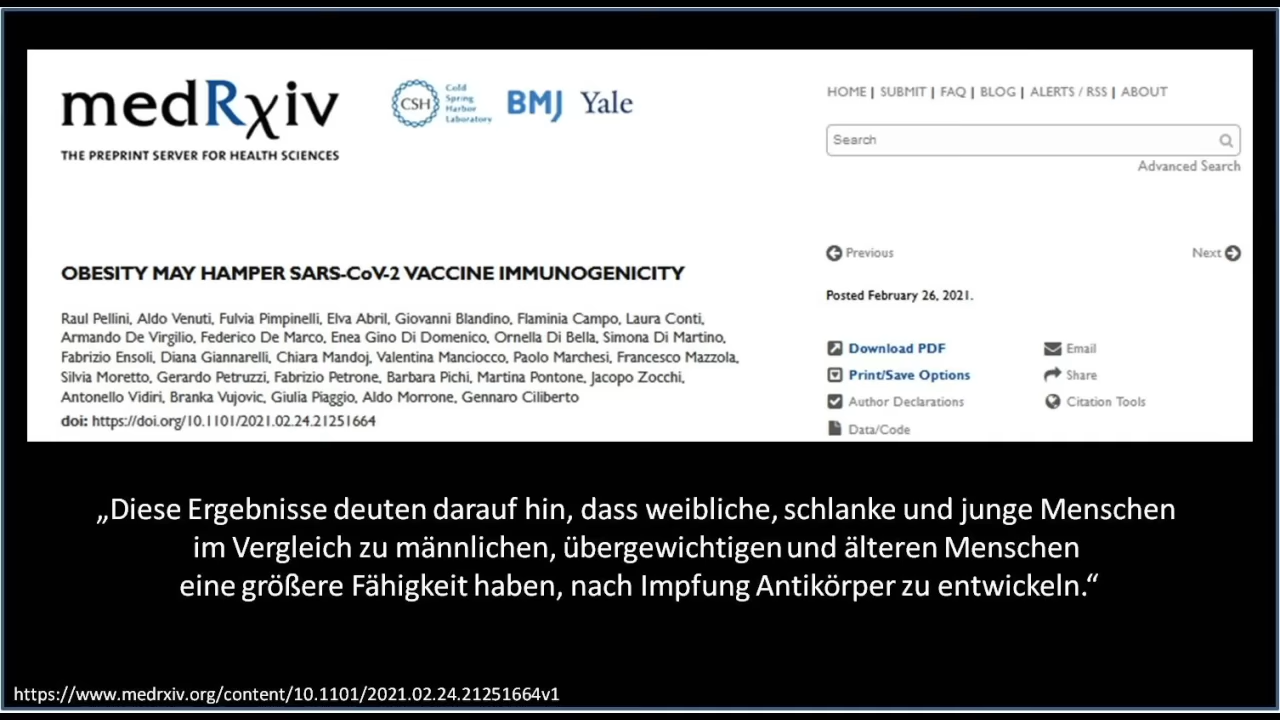 medRxiv
THE PREPRINT SERVER FOR HEALTH SCIENCES
CSH
Cold
Spring
Harbor
Laboratory
BMJ Yale
HOME | SUBMIT | FAQ | BLOG | ALERTS / RSS | ABOUT
Search
Advanced Search
Previous
Next
OBESITY MAY HAMPER SARS-CoV-2 VACCINE IMMUNOGENICITY
Raul Pellini, Aldo Venuti, Fulvia Pimpinelli, Elva Abril, Giovanni Blandino, Flaminia Campo, Laura Conti,
Armando De Virgilio, Federico De Marco, Enea Gino Di Domenico, Ornella Di Bella, Simona Di Martino,
Fabrizio Ensoli, Diana Giannarelli, Chiara Mandoj, Valentina Manciocco, Paolo Marchesi, Francesco Mazzola,
Silvia Moretto, Gerardo Petruzzi, Fabrizio Petrone, Barbara Pichi, Martina Pontone, Jacopo Zocchi,
Antonello Vidiri, Branka Vujovic, Giulia Piaggio, Aldo Morrone, Gennaro Ciliberto
doi: https://doi.org/10.1101/2021.02.24.21251664
Posted February 26, 2021.
Download PDF
Email
Print/Save Options
Share
Author Declarations
Citation Tools
Data/Code
„Diese Ergebnisse deuten darauf hin, dass weibliche, schlanke und junge Menschen
im Vergleich zu männlichen, übergewichtigen und älteren Menschen
eine größere Fähigkeit haben, nach Impfung Antikörper zu entwickeln.“
https://www.medrxiv.org/content/10.1101/2021.02.24.21251664v1